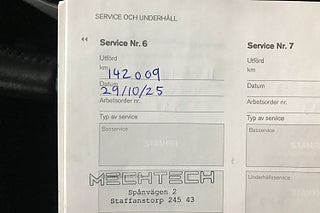 SERVICE OCH UNDERHÅLL
Service Nr. 6
Utförd
km
142009
Datum
29/10/25
Arbetsorder nr.
Typ av service
Basservice
STÄMPEL
MECHTECH
Spånvägen 2
Staffanstorp 245 43
Service Nr. 7
Utförd
km
Datum
Arbetsorder nr.
Typ av service
Basservice
Underhållsservice